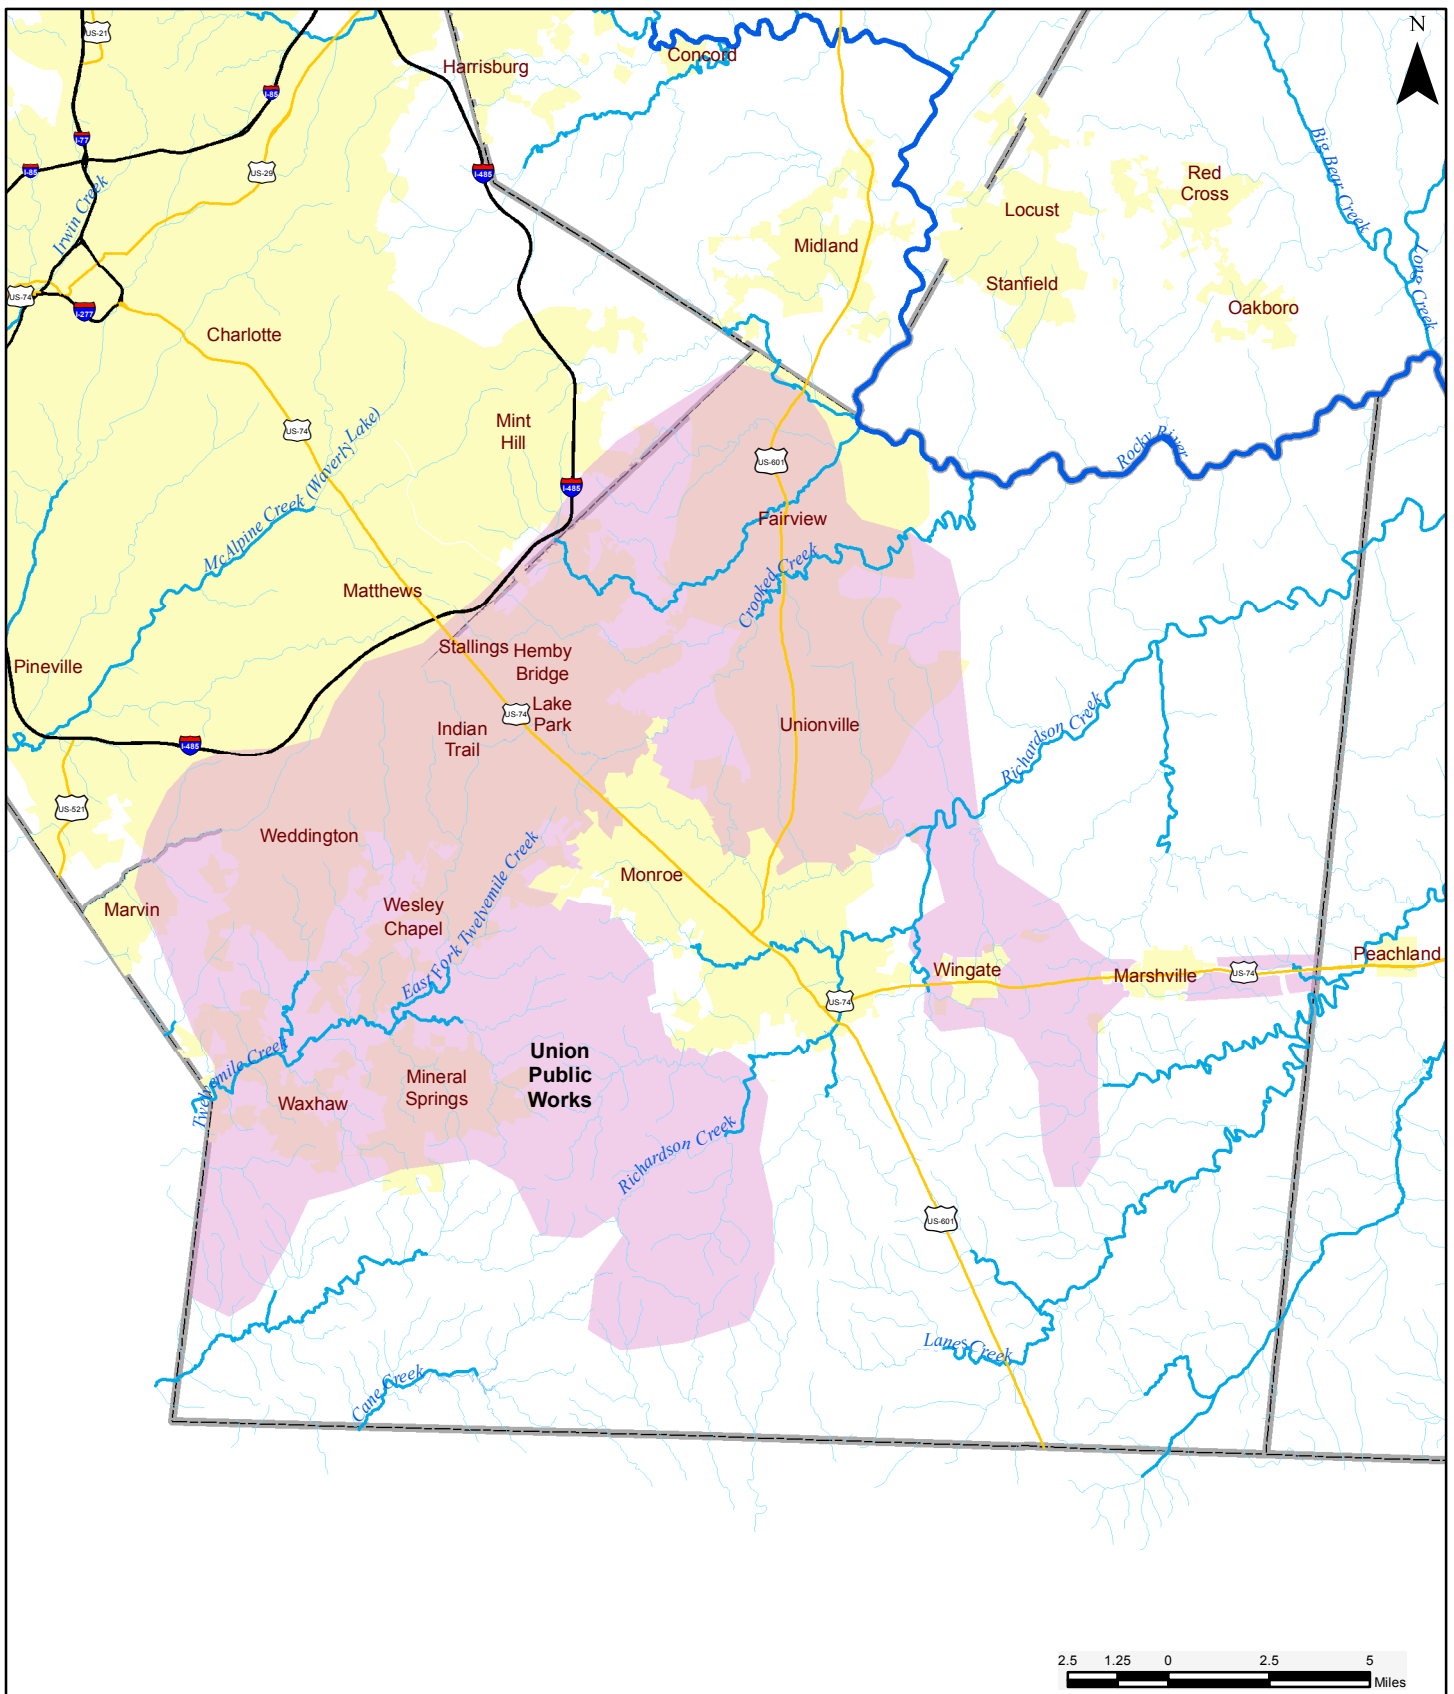 N
US-21
Harrisburg
Concord
I-85
I-77
I-85
US-29
I-485
Irwin Creek
Big Bear Creek
Red
Cross
Locust
Midland
Long Creek
Stanfield
US-74
I-277
Oakboro
Charlotte
US-74
Mint
Hill
McAlpine Creek (Waverly Lake)
Rocky River
US-601
I-485
Fairview
Crooked Creek
Matthews
Stallings
Hemby
Bridge
Pineville
Lake
Park
US-74
Indian
Trail
Unionville
Richardson Creek
I-485
US-521
Weddington
East Fork Twelvemile Creek
Monroe
Marvin
Wesley
Chapel
Peachland
Wingate
Marshville
US-74
US-74
Twelvemile Creek
Union
Public
Works
Mineral
Springs
Waxhaw
Richardson Creek
US-601
Lanes Creek
Cane Creek
2.5 1.25 0 2.5 5
Miles